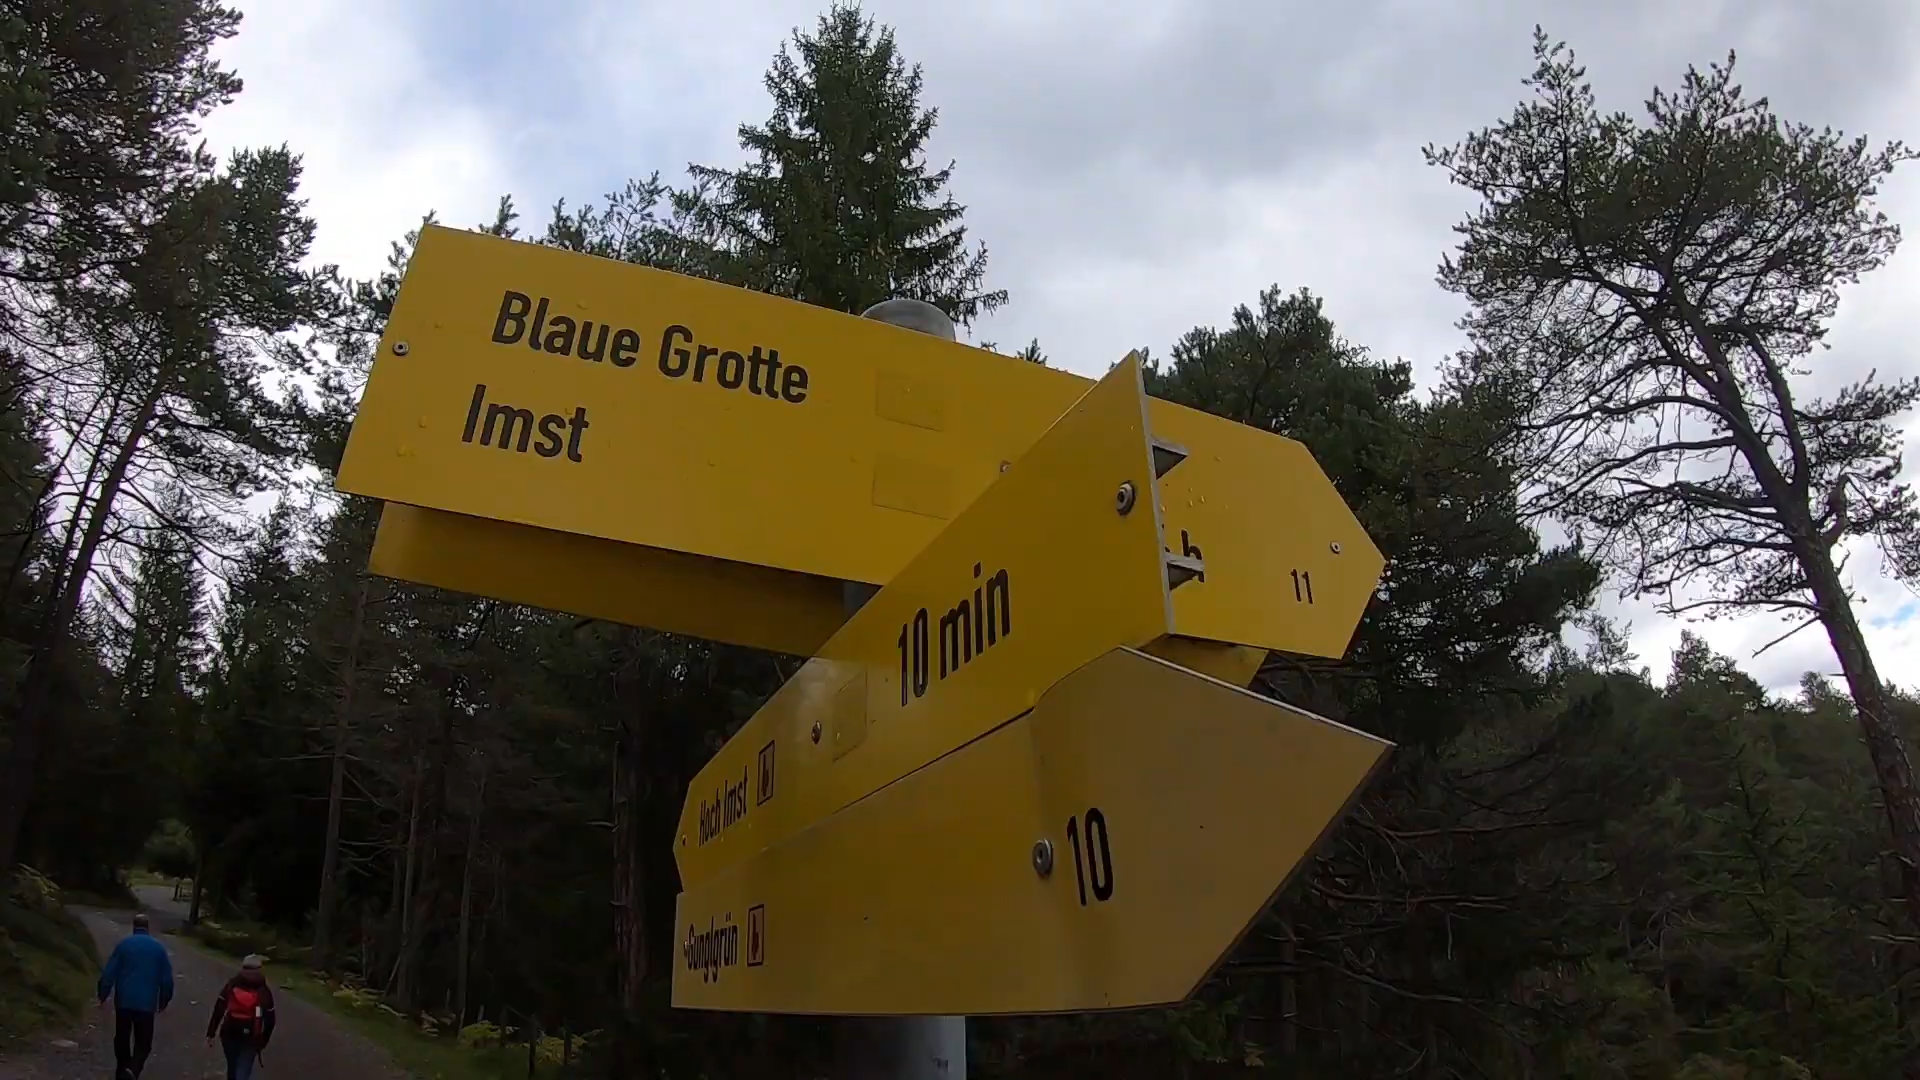 Blaue Grotte
Imst
h
11
10 min
Hoch Imst
10
Gunglgrün